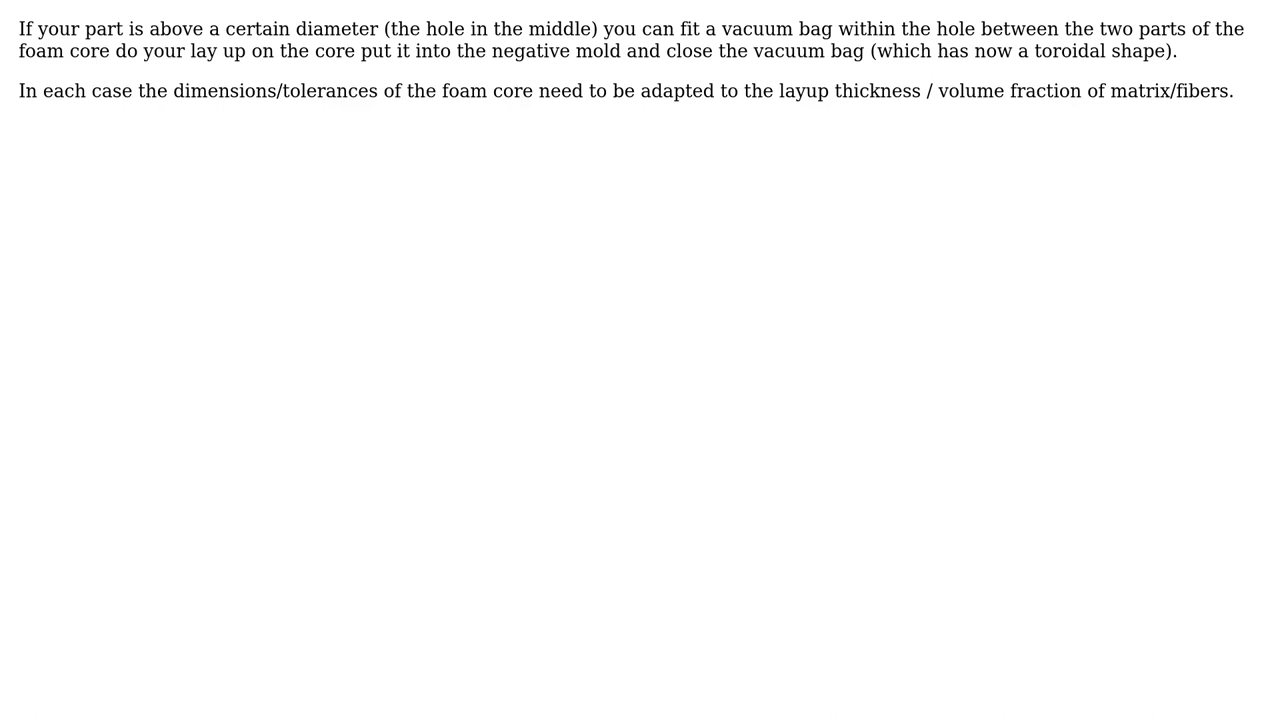 If your part is above a certain diameter (the hole in the middle) you can fit a vacuum bag within the hole between the two parts of the
foam core do your lay up on the core put it into the negative mold and close the vacuum bag (which has now a toroidal shape).
In each case the dimensions/tolerances of the foam core need to be adapted to the layup thickness / volume fraction of matrix/fibers.